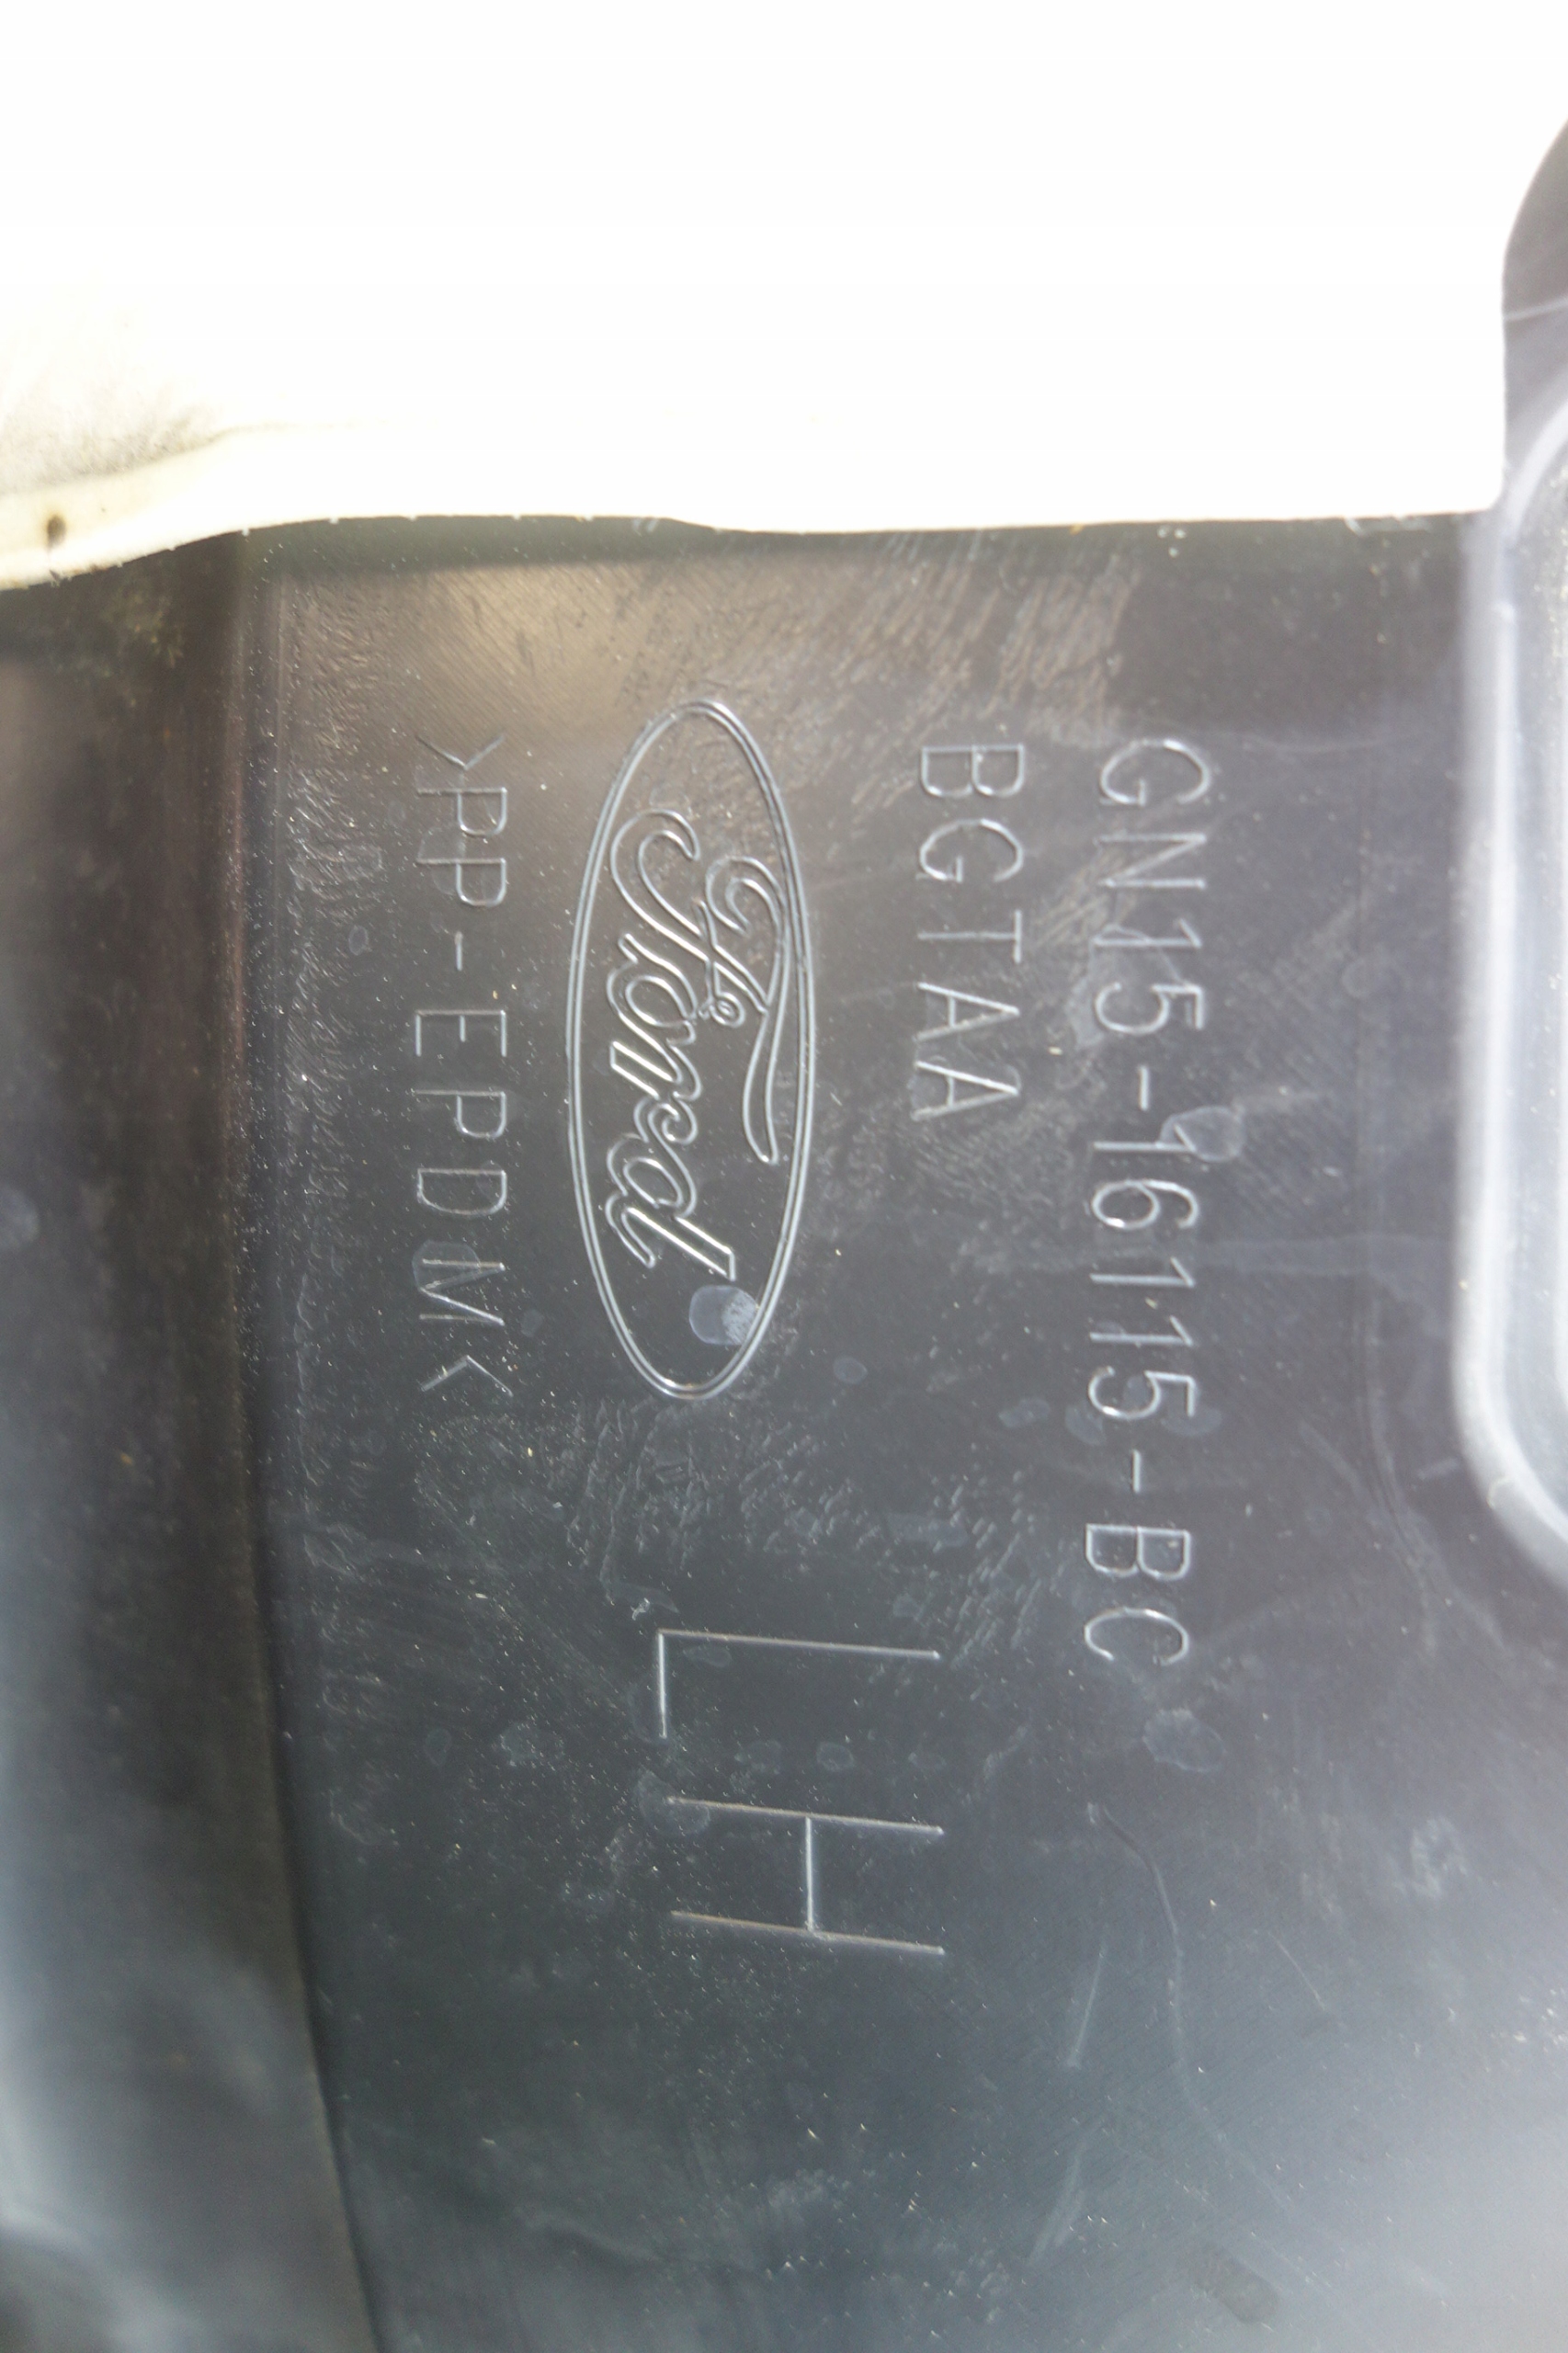 GN15-16115-BC
BGTAA
Ford
LH
>PP-EPDM<